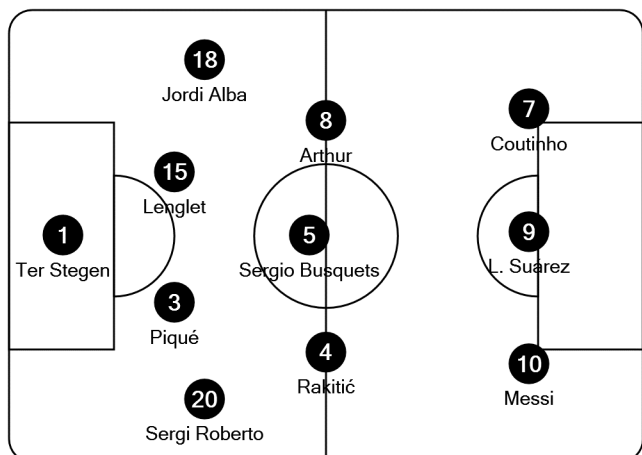 18
Jordi Alba
7
Coutinho
8
Arthur
15
Lenglet
1
Ter Stegen
5
Sergio Busquets
9
L. Suárez
3
Piqué
4
Rakitić
10
Messi
20
Sergi Roberto